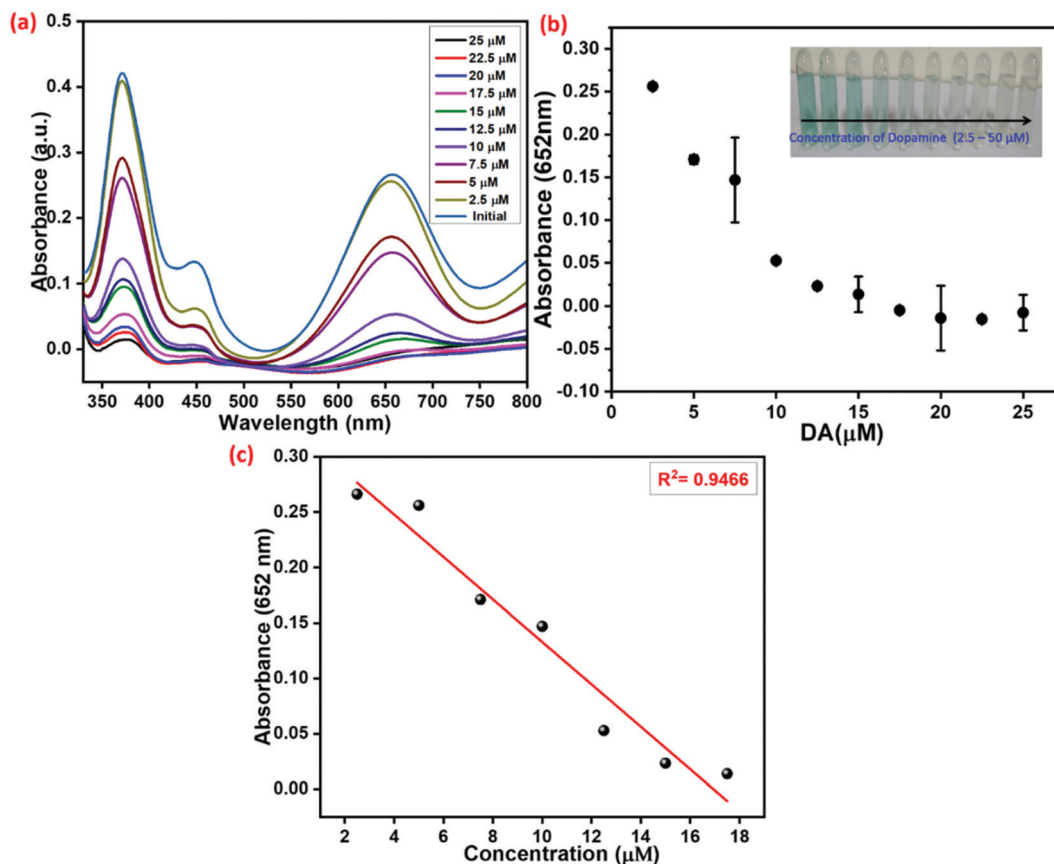 (a)
0.5
0.4
0.3
0.2
0.1
0.0
Absorbance (a.u.)
350 400 450 500 550 600 650 700 750 800
Wavelength (nm)
25 µM
22.5 µM
20 µM
17.5 µM
15 µM
12.5 µM
10 µM
7.5 µM
5 µM
2.5 µM
Initial
(b)
0.30
0.25
0.20
0.15
0.10
0.05
0.00
-0.05
-0.10
Absorbance (652nm)
Concentration of Dopamine (2.5 – 50 µM)
0 5 10 15 20 25
DA(µM)
(c)
0.30
0.25
0.20
0.15
0.10
0.05
0.00
Absorbance (652 nm)
R²= 0.9466
2 4 6 8 10 12 14 16 18
Concentration (µM)